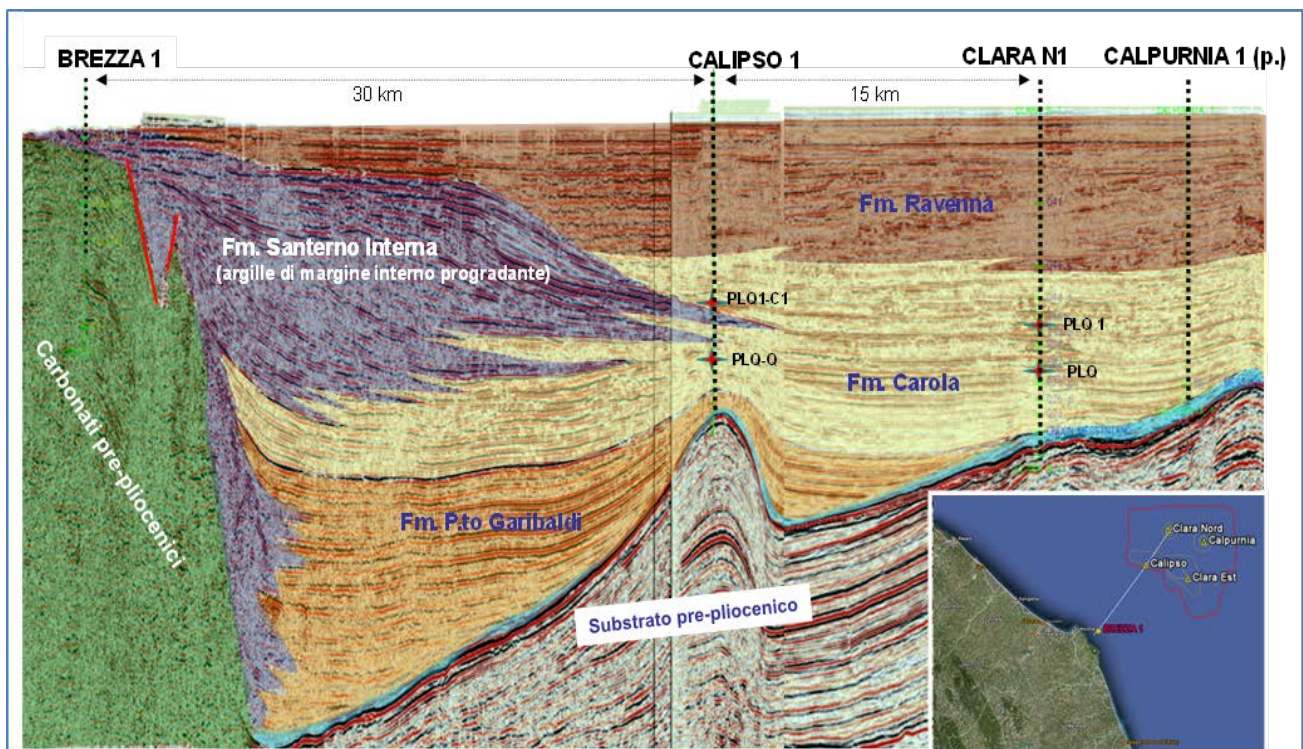 BREZZA 1
CALIPSO 1
CLARA N1
CALPURNIA 1 (p.)
30 km
15 km
Fm. Ravenna
Fm. Santerno Interna
(argille di margine interno progradante)
PLQ1-C1
PLQ 1
PLQ-Q
PLQ
Fm. Carola
Carbonati pre-pliocenici
Fm. P.to Garibaldi
Substrato pre-pliocenico
Clara Nord
Calpurnia
Calipso
Clara Est
BREZZA 1